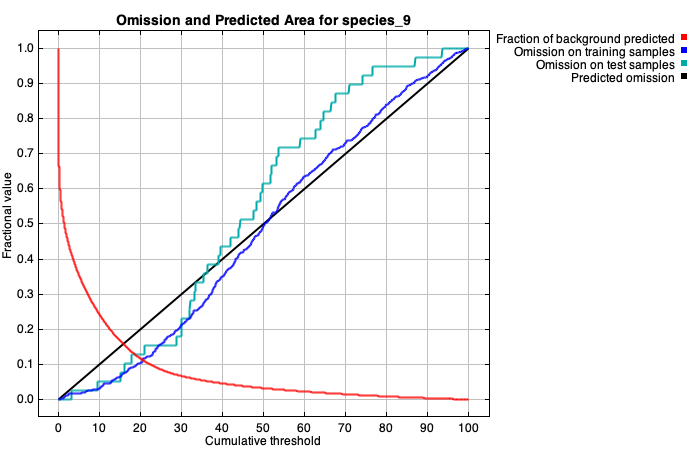 Omission and Predicted Area for species_9
Fraction of background predicted
Omission on training samples
Omission on test samples
Predicted omission
Fractional value
1.0
0.9
0.8
0.7
0.6
0.5
0.4
0.3
0.2
0.1
0.0
0 10 20 30 40 50 60 70 80 90 100
Cumulative threshold